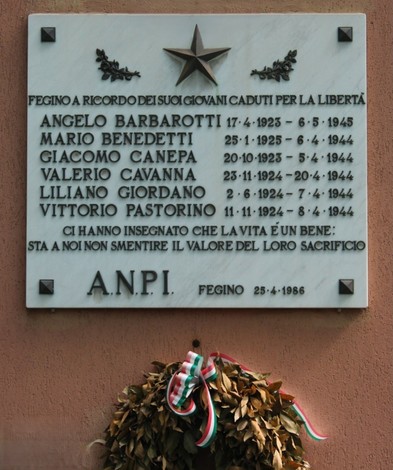 FEGINO A RICORDO DEI SUOI GIOVANI CADUTI PER LA LIBERTÁ
ANGELO BARBAROTTI 17·4·1923 – 6·5·1945
MARIO BENEDETTI 25·1·1925 – 6·4·1944
GIACOMO CANEPA 20·10·1923 – 5·4·1944
VALERIO CAVANNA 23·11·1924 – 20·4·1944
LILIANO GIORDANO 2·6·1924 – 7·4·1944
VITTORIO PASTORINO 11·11·1924 – 8·4·1944
CI HANNO INSEGNATO CHE LA VITA É UN BENE:
STA A NOI NON SMENTIRE IL VALORE DEL LORO SACRIFICIO
A.N.P.I. FEGINO 25·4·1986